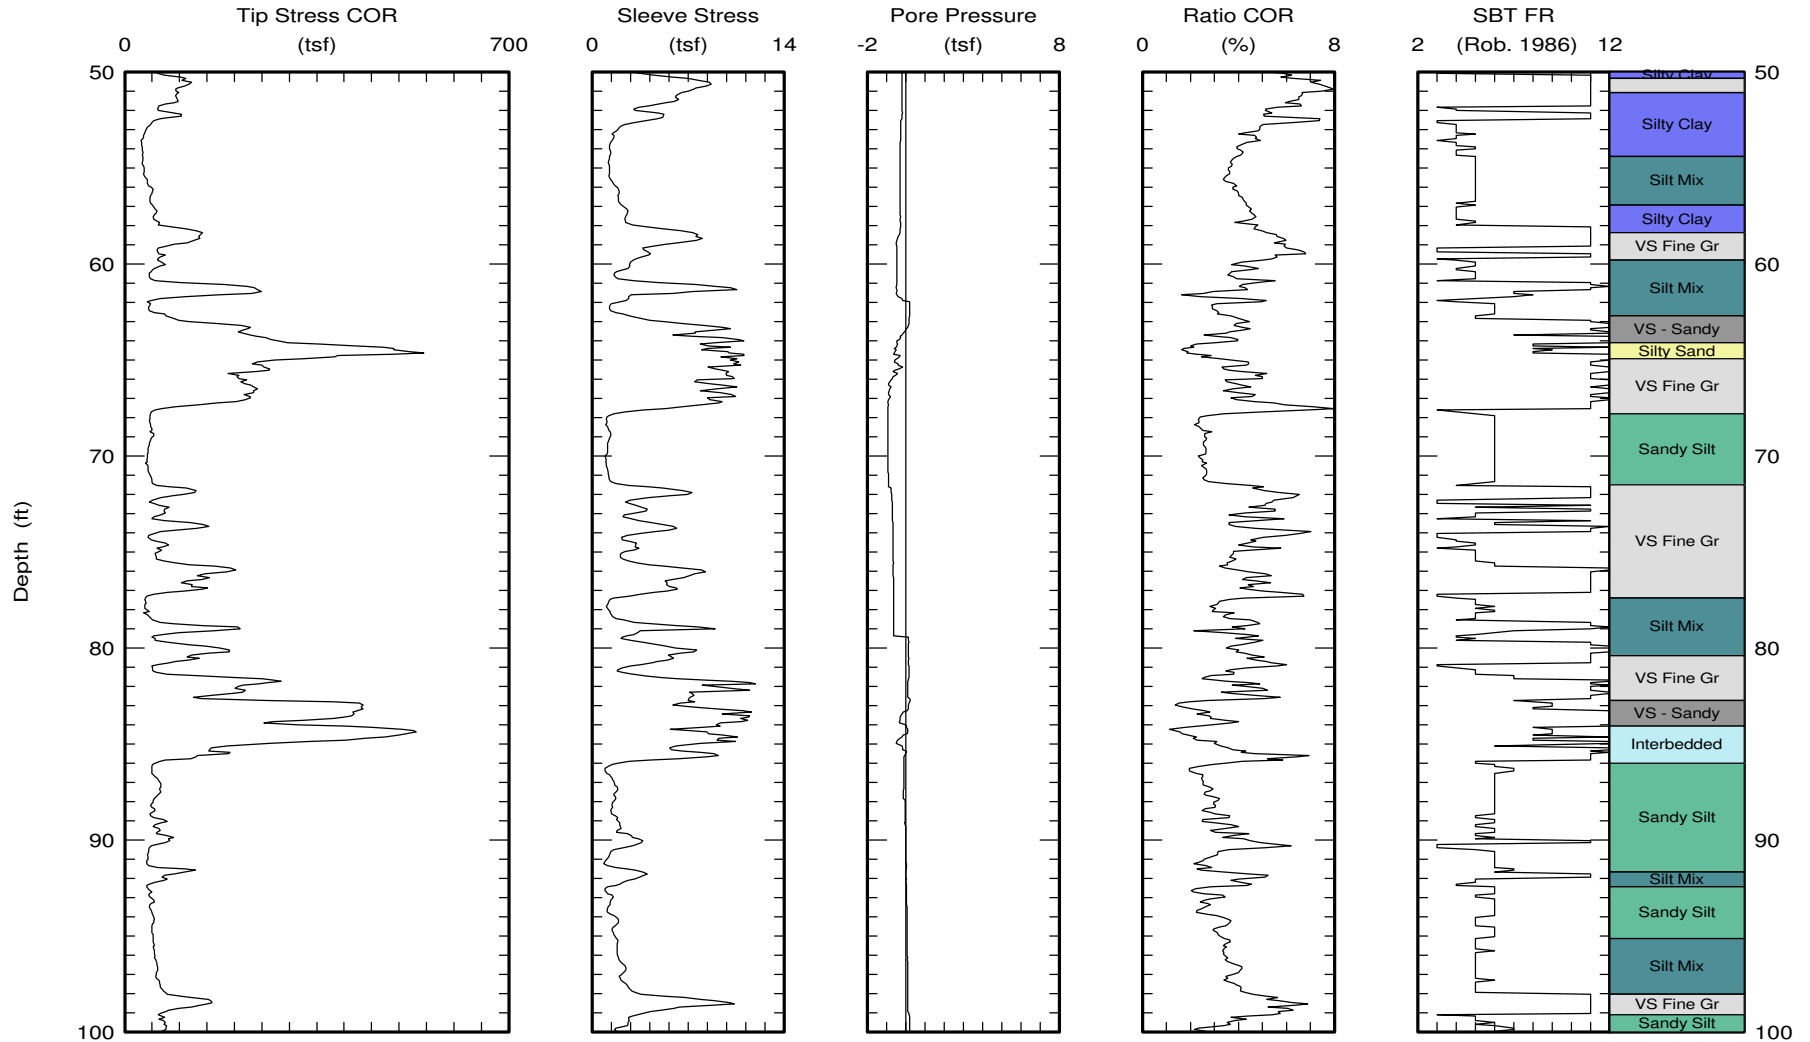 Tip Stress COR Sleeve Stress Pore Pressure Ratio COR SBT FR
0 (tsf) 700 0 (tsf) 14 -2 (tsf) 8 0 (%) 8 2 (Rob. 1986) 12
50 Silty Clay 50
Silty Clay
Silt Mix
Silty Clay
VS Fine Gr
60 60
Silt Mix
VS - Sandy
Silty Sand
VS Fine Gr
Sandy Silt
70 70
VS Fine Gr
Depth (ft)
Silt Mix
80 80
VS Fine Gr
VS - Sandy
Interbedded
Sandy Silt
90 90
Silt Mix
Sandy Silt
Silt Mix
VS Fine Gr
Sandy Silt
100 100